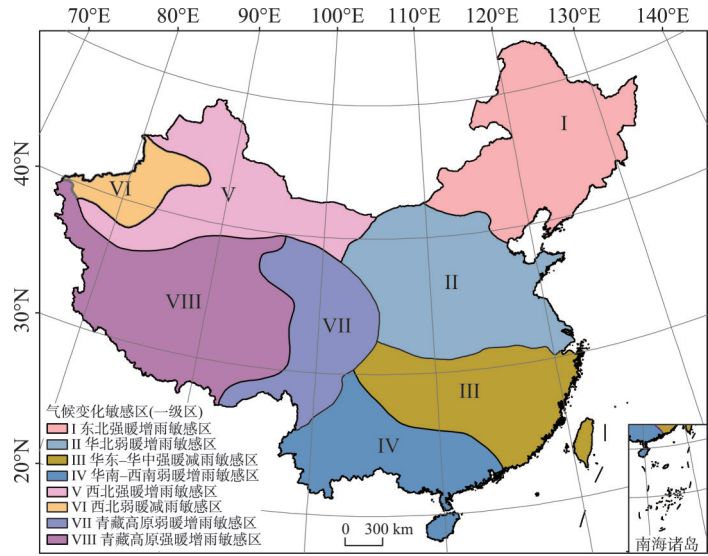 70°E 80°E 90°E 100°E 110°E 120°E 130°E 140°E
40°N
30°N
20°N
I
VI
V
II
VIII
VII
III
IV
气候变化敏感区(一级区)
I 东北强暖增雨敏感区
II 华北弱暖增雨敏感区
III 华东–华中强暖减雨敏感区
IV 华南–西南弱暖增雨敏感区
V 西北强暖增雨敏感区
VI 西北弱暖减雨敏感区
VII 青藏高原弱暖增雨敏感区
VIII 青藏高原强暖增雨敏感区
0 300 km
南海诸岛